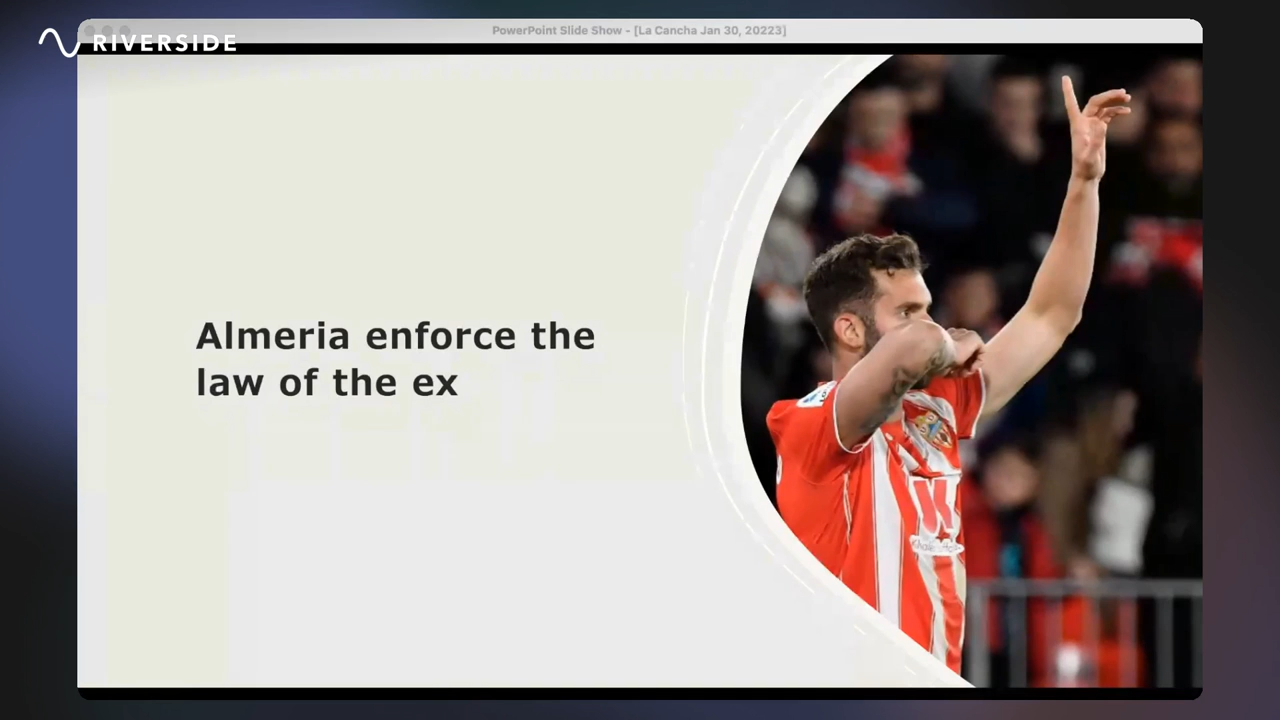 RIVERSIDE
PowerPoint Slide Show - [La Cancha Jan 30, 20223]
Almeria enforce the
law of the ex